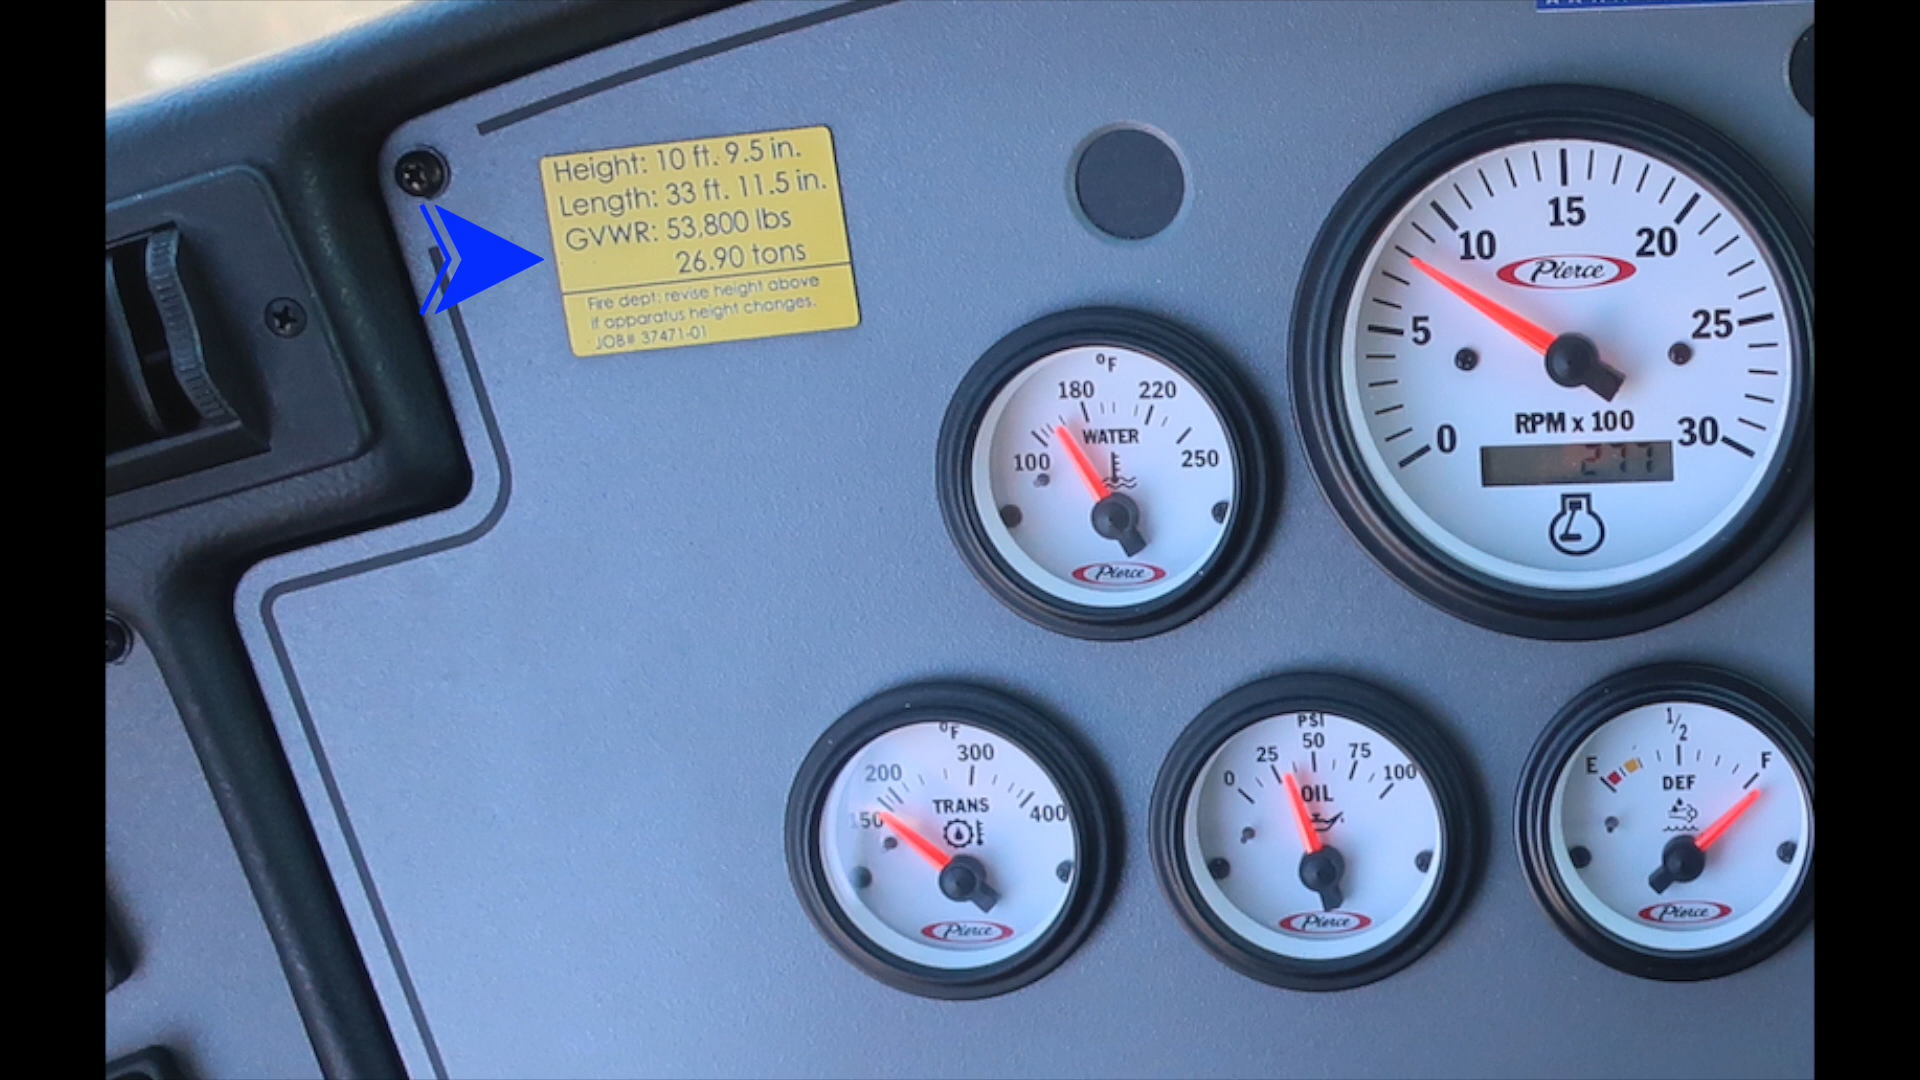 Height: 10 ft. 9.5 in.
Length: 33 ft. 11.5 in.
GVWR: 53,800 lbs
26.90 tons
Fire dept: revise height above
if apparatus height changes.
JOB# 37471-01
0 5 10 15 20 25 30
Pierce
RPM x 100
277
°F
100 180 220 250
WATER
Pierce
°F
150 200 300 400
TRANS
Pierce
PSI
0 25 50 75 100
OIL
Pierce
E 1/2 F
DEF
Pierce